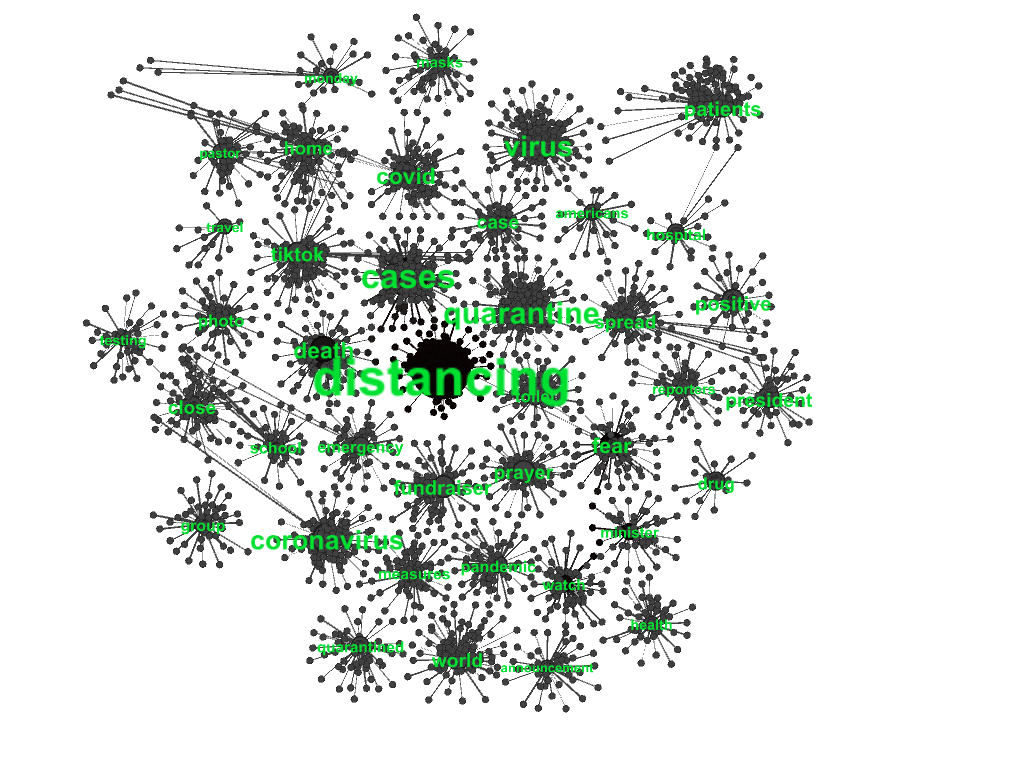 masks
monday
patients
virus
home
pastor
covid
americans
case
travel
hospital
tiktok
cases
positive
quarantine
photo
spread
testing
death
distancing
toilet
reporters
president
close
school
emergency
fear
prayer
drug
fundraiser
group
minister
coronavirus
pandemic
measures
watch
health
quarantined
world
announcement